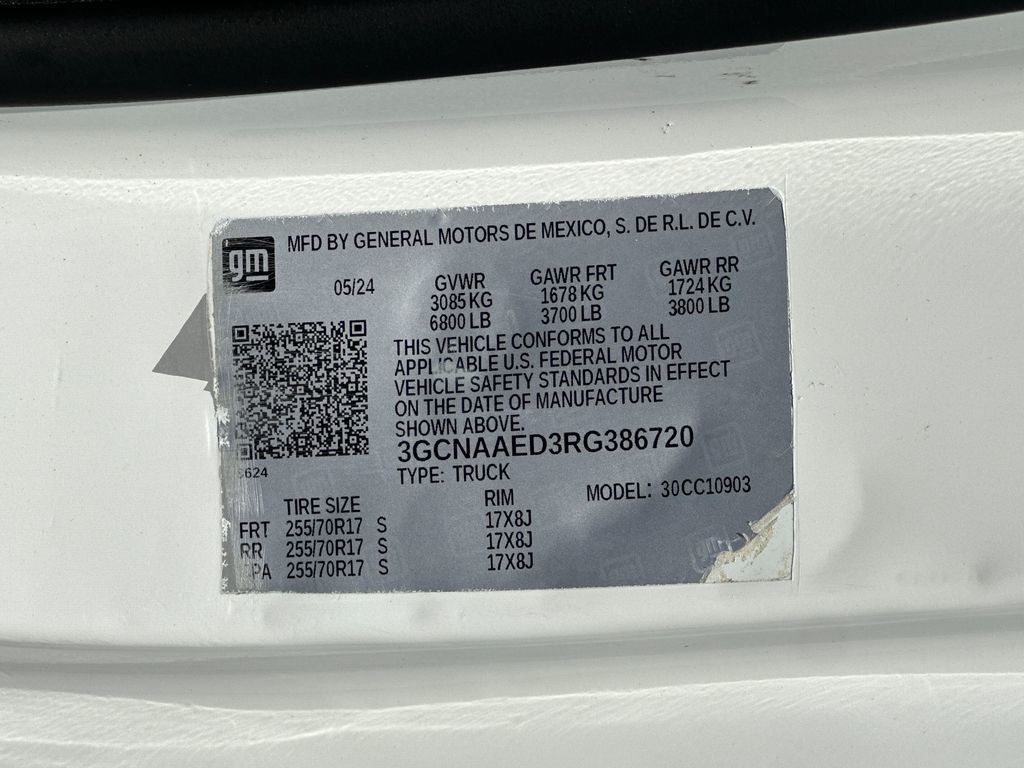 MFD BY GENERAL MOTORS DE MEXICO, S. DE R.L. DE C.V.
gm
05/24
GVWR GAWR FRT GAWR RR
3085 KG 1678 KG 1724 KG
6800 LB 3700 LB 3800 LB
THIS VEHICLE CONFORMS TO ALL
APPLICABLE U.S. FEDERAL MOTOR
VEHICLE SAFETY STANDARDS IN EFFECT
ON THE DATE OF MANUFACTURE
SHOWN ABOVE.
3GCNAAED3RG386720
624
TYPE: TRUCK
MODEL: 30CC10903
TIRE SIZE RIM
FRT 255/70R17 S 17X8J
RR 255/70R17 S 17X8J
PA 255/70R17 S 17X8J